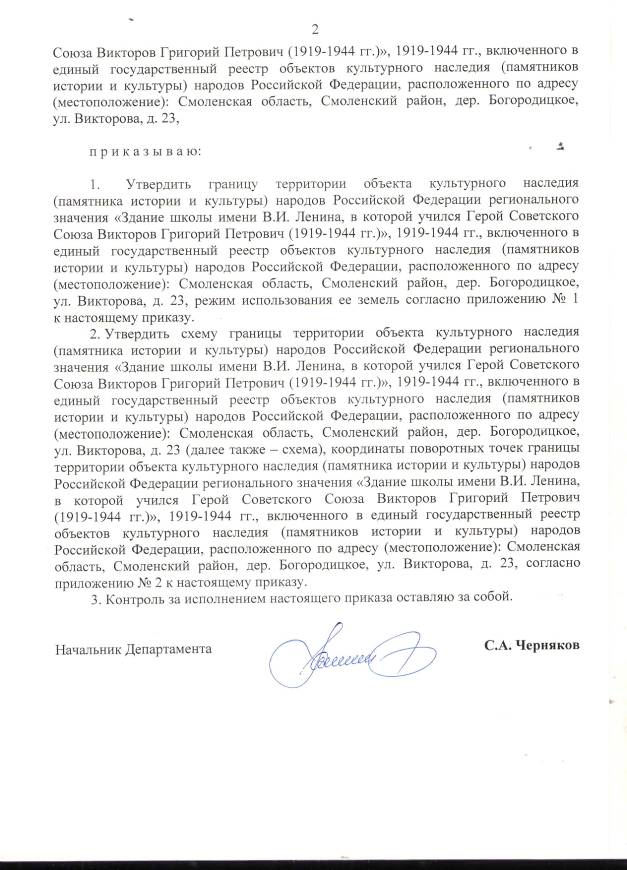 2
Союза Викторов Григорий Петрович (1919-1944 гг.)», 1919-1944 гг., включенного в
единый государственный реестр объектов культурного наследия (памятников
истории и культуры) народов Российской Федерации, расположенного по адресу
(местоположение): Смоленская область, Смоленский район, дер. Богородицкое,
ул. Викторова, д. 23,
п р и к а з ы в а ю:
1. Утвердить границу территории объекта культурного наследия
(памятника истории и культуры) народов Российской Федерации регионального
значения «Здание школы имени В.И. Ленина, в которой учился Герой Советского
Союза Викторов Григорий Петрович (1919-1944 гг.)», 1919-1944 гг., включенного в
единый государственный реестр объектов культурного наследия (памятников
истории и культуры) народов Российской Федерации, расположенного по адресу
(местоположение): Смоленская область, Смоленский район, дер. Богородицкое,
ул. Викторова, д. 23, режим использования ее земель согласно приложению № 1
к настоящему приказу.
2. Утвердить схему границы территории объекта культурного наследия
(памятника истории и культуры) народов Российской Федерации регионального
значения «Здание школы имени В.И. Ленина, в которой учился Герой Советского
Союза Викторов Григорий Петрович (1919-1944 гг.)», 1919-1944 гг., включенного в
единый государственный реестр объектов культурного наследия (памятников
истории и культуры) народов Российской Федерации, расположенного по адресу
(местоположение): Смоленская область, Смоленский район, дер. Богородицкое,
ул. Викторова, д. 23 (далее также – схема), координаты поворотных точек границы
территории объекта культурного наследия (памятника истории и культуры) народов
Российской Федерации регионального значения «Здание школы имени В.И. Ленина,
в которой учился Герой Советского Союза Викторов Григорий Петрович
(1919-1944 гг.)», 1919-1944 гг., включенного в единый государственный реестр
объектов культурного наследия (памятников истории и культуры) народов
Российской Федерации, расположенного по адресу (местоположение): Смоленская
область, Смоленский район, дер. Богородицкое, ул. Викторова, д. 23, согласно
приложению № 2 к настоящему приказу.
3. Контроль за исполнением настоящего приказа оставляю за собой.
Начальник Департамента
С.А. Черняков